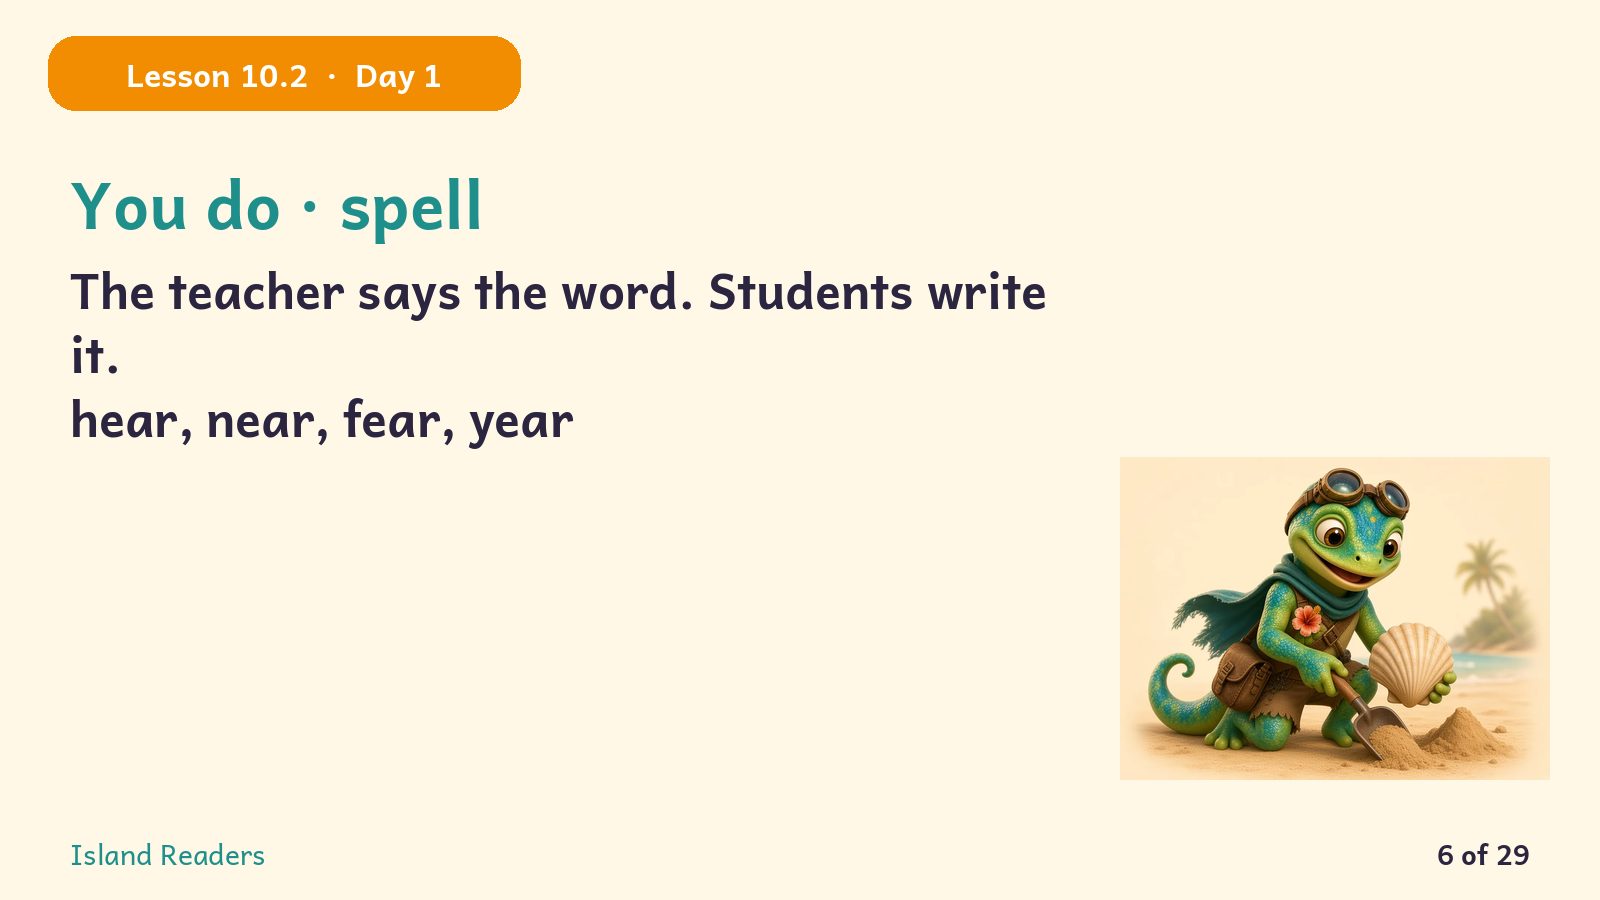 Lesson 10.2 · Day 1
You do · spell
The teacher says the word. Students write
it.
hear, near, fear, year
Island Readers
6 of 29